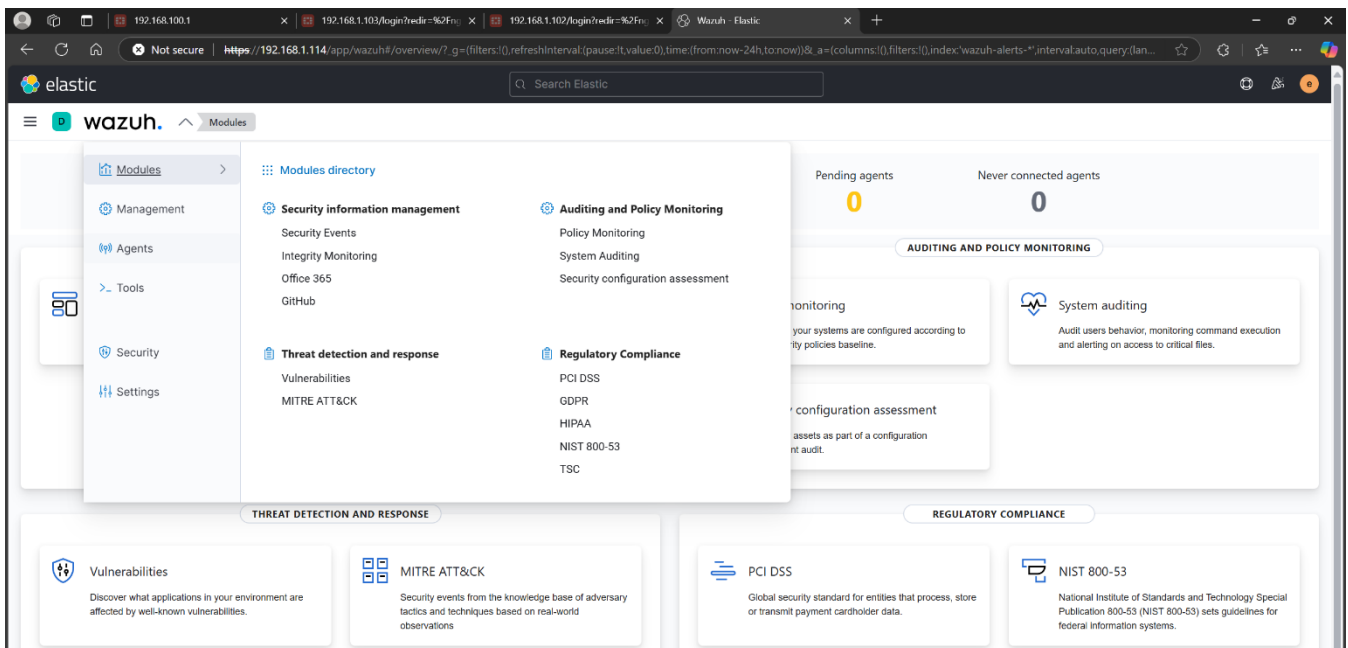 192.168.100.1
192.168.1.103/login?redir=%2Fng
192.168.1.102/login?redir=%2Fng
Wazuh - Elastic
Not secure
https://192.168.1.114/app/wazuh#/overview/?_g=(filters:!(),refreshInterval:(pause:!t,value:0),time:(from:now-24h,to:now))&_a=(columns:!(),filters:!(),index:'wazuh-alerts-*',interval:auto,query:(lan...
elastic
Search Elastic
e
D
wazuh.
Modules
Modules
Management
Agents
Tools
Security
Settings
Modules directory
Security information management
Security Events
Integrity Monitoring
Office 365
GitHub
Auditing and Policy Monitoring
Policy Monitoring
System Auditing
Security configuration assessment
Threat detection and response
Vulnerabilities
MITRE ATT&CK
Regulatory Compliance
PCI DSS
GDPR
HIPAA
NIST 800-53
TSC
Pending agents
0
Never connected agents
0
AUDITING AND POLICY MONITORING
your systems are configured according to
policies baseline.
System auditing
Audit users behavior, monitoring command execution
and alerting on access to critical files.
configuration assessment
assets as part of a configuration
audit.
THREAT DETECTION AND RESPONSE
Vulnerabilities
Discover what applications in your environment are
affected by well-known vulnerabilities.
MITRE ATT&CK
Security events from the knowledge base of adversary
tactics and techniques based on real-world
observations
REGULATORY COMPLIANCE
PCI DSS
Global security standard for entities that process, store
or transmit payment cardholder data.
NIST 800-53
National Institute of Standards and Technology Special
Publication 800-53 (NIST 800-53) sets guidelines for
federal information systems.